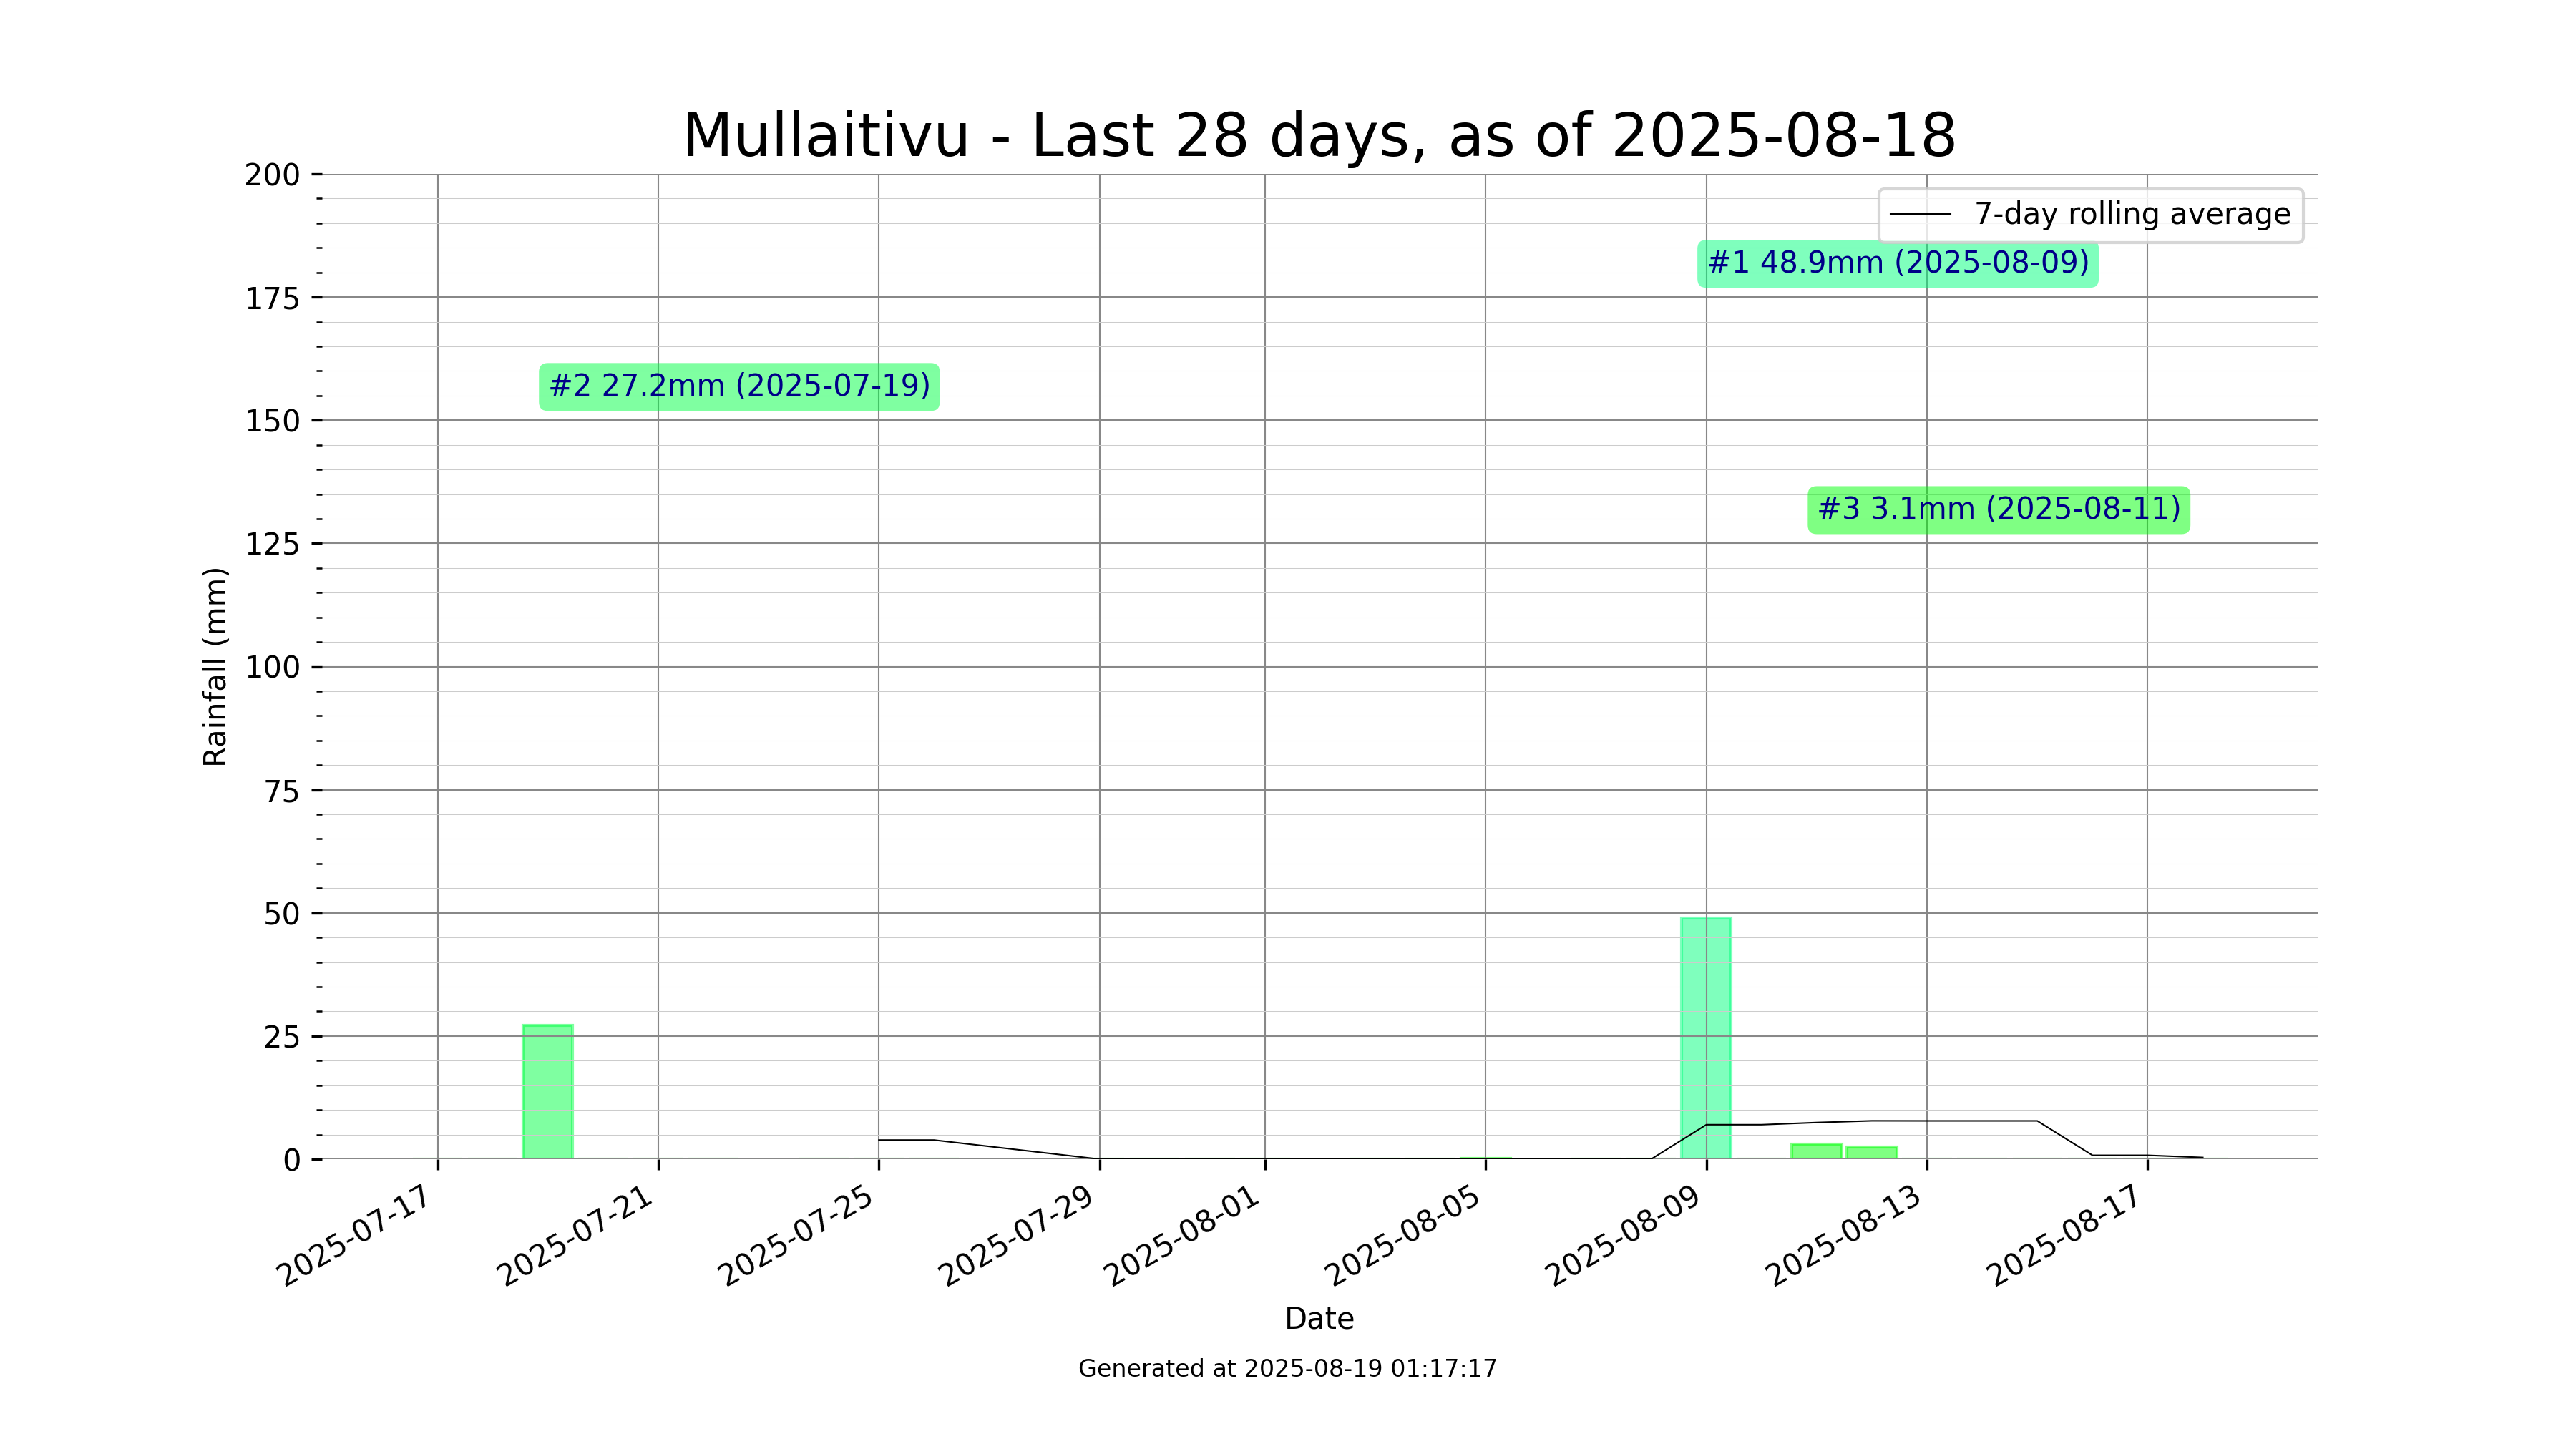 Mullaitivu - Last 28 days, as of 2025-08-18
200
175
150
125
100
75
50
25
0
Rainfall (mm)
7-day rolling average
#1 48.9mm (2025-08-09)
#2 27.2mm (2025-07-19)
#3 3.1mm (2025-08-11)
2025-07-17
2025-07-21
2025-07-25
2025-07-29
2025-08-01
2025-08-05
2025-08-09
2025-08-13
2025-08-17
Date
Generated at 2025-08-19 01:17:17